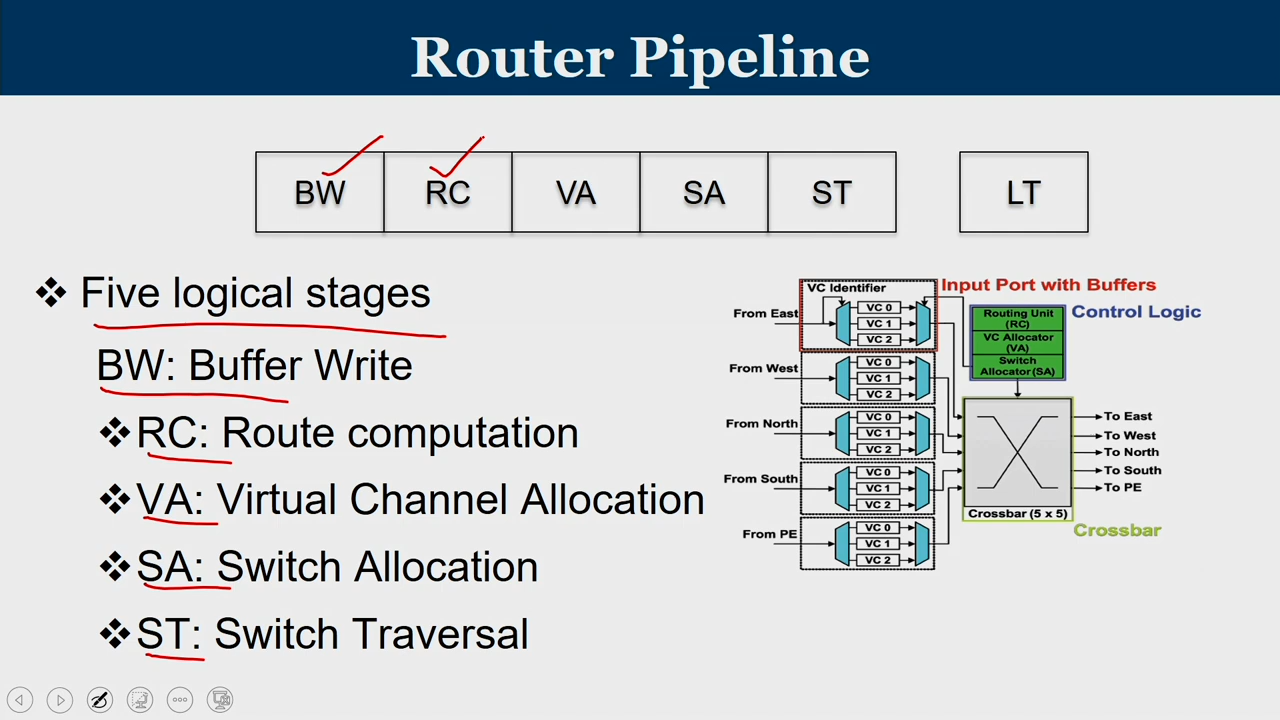 Router Pipeline
BW RC VA SA ST LT
❖ Five logical stages
BW: Buffer Write
❖RC: Route computation
❖VA: Virtual Channel Allocation
❖SA: Switch Allocation
❖ST: Switch Traversal
VC Identifier
Input Port with Buffers
From East
VC 0
VC 1
VC 2
From West
VC 0
VC 1
VC 2
From North
VC 0
VC 1
VC 2
From South
VC 0
VC 1
VC 2
From PE
VC 0
VC 1
VC 2
Routing Unit
(RC)
VC Allocator
(VA)
Switch
Allocator(SA)
Control Logic
To East
To West
To North
To South
To PE
Crossbar (5 x 5)
Crossbar